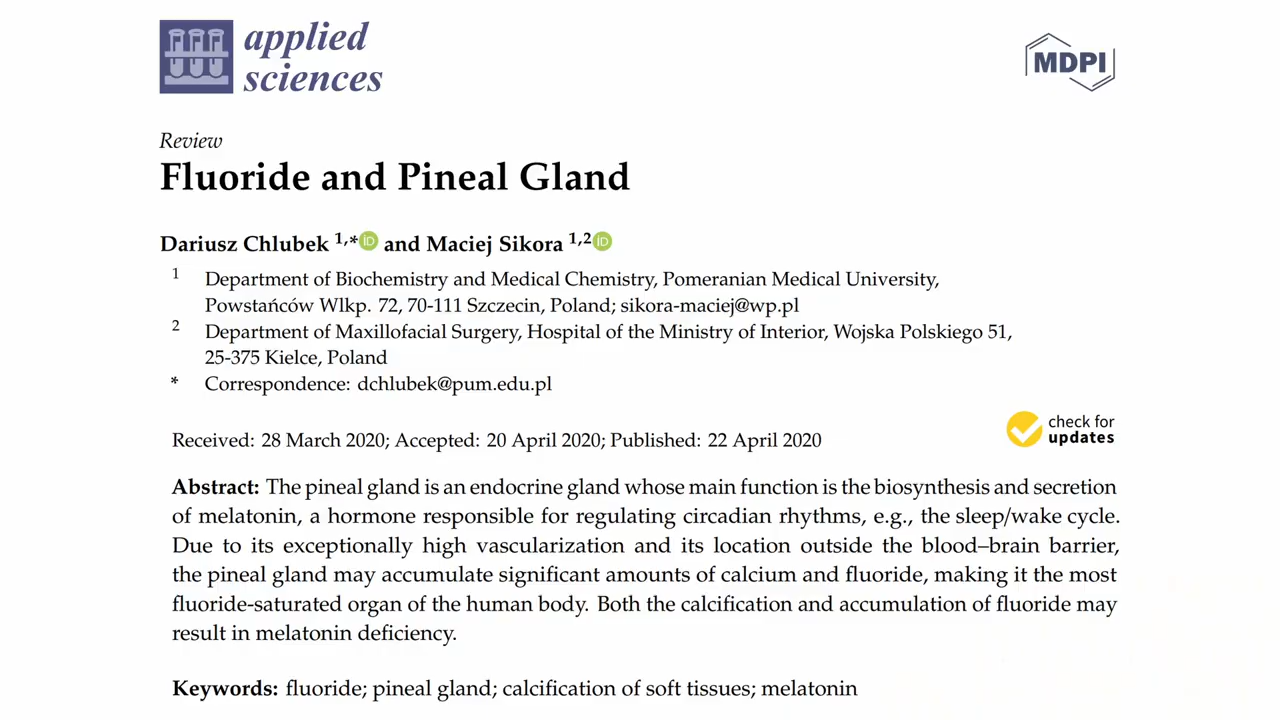 applied
sciences
MDPI
Review
Fluoride and Pineal Gland
Dariusz Chlubek 1,* iD and Maciej Sikora 1,2 iD
1 Department of Biochemistry and Medical Chemistry, Pomeranian Medical University,
Powstańców Wlkp. 72, 70-111 Szczecin, Poland; sikora-maciej@wp.pl
2 Department of Maxillofacial Surgery, Hospital of the Ministry of Interior, Wojska Polskiego 51,
25-375 Kielce, Poland
* Correspondence: dchlubek@pum.edu.pl
Received: 28 March 2020; Accepted: 20 April 2020; Published: 22 April 2020
check for
updates
Abstract: The pineal gland is an endocrine gland whose main function is the biosynthesis and secretion
of melatonin, a hormone responsible for regulating circadian rhythms, e.g., the sleep/wake cycle.
Due to its exceptionally high vascularization and its location outside the blood–brain barrier,
the pineal gland may accumulate significant amounts of calcium and fluoride, making it the most
fluoride-saturated organ of the human body. Both the calcification and accumulation of fluoride may
result in melatonin deficiency.
Keywords: fluoride; pineal gland; calcification of soft tissues; melatonin